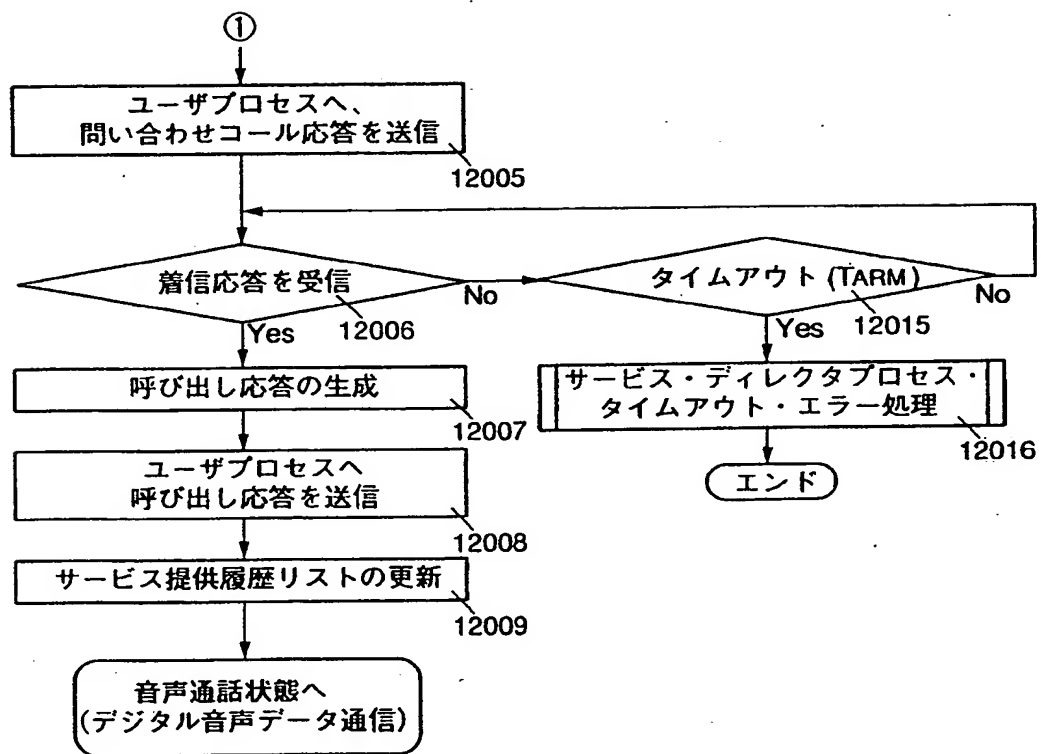 ①
ユーザプロセスへ、
問い合わせコール応答を送信
12005
着信応答を受信
No
12006
Yes
タイムアウト(TARM)
No
Yes
12015
呼び出し応答の生成
12007
サービス・ディレクタプロセス・
タイムアウト・エラー処理
12016
ユーザプロセスへ
呼び出し応答を送信
12008
エンド
サービス提供履歴リストの更新
12009
音声通話状態へ
(デジタル音声データ通信)